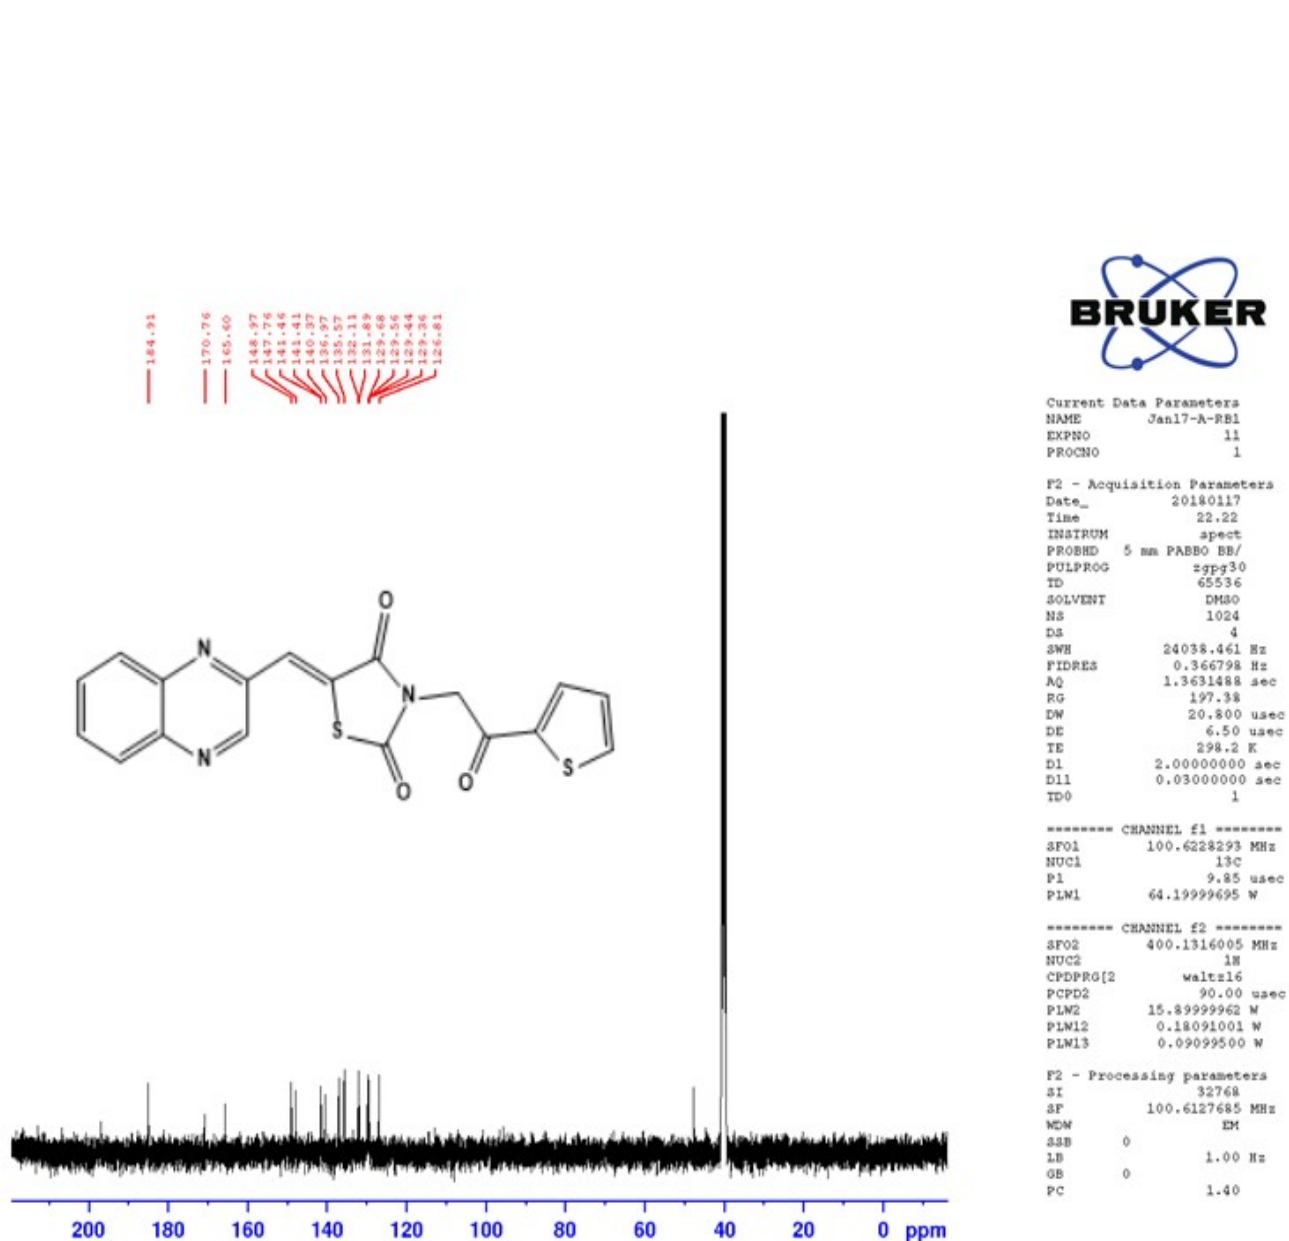 184.91
170.76
165.60
148.97
147.76
141.46
141.41
140.37
136.97
135.57
132.11
131.89
129.68
129.56
129.44
129.36
126.81
BRUKER
Current Data Parameters
NAME Jan17-A-RB1
EXPNO 11
PROCNO 1
F2 - Acquisition Parameters
Date_ 20180117
Time 22.22
INSTRUM spect
PROBHD 5 mm PABBO BB/
PULPROG zgpg30
TD 65536
SOLVENT DMSO
NS 1024
DS 4
SWH 24038.461 Hz
FIDRES 0.366798 Hz
AQ 1.3631488 sec
RG 197.38
DW 20.800 usec
DE 6.50 usec
TE 298.2 K
D1 2.00000000 sec
D11 0.03000000 sec
TD0 1
======== CHANNEL f1 ========
SFO1 100.6228293 MHz
NUC1 13C
P1 9.85 usec
PLW1 64.19999695 W
======== CHANNEL f2 ========
SFO2 400.1316005 MHz
NUC2 1H
CPDPRG[2 waltz16
PCPD2 90.00 usec
PLW2 15.89999962 W
PLW12 0.18091001 W
PLW13 0.09099500 W
F2 - Processing parameters
SI 32768
SF 100.6127685 MHz
WDW EM
SSB 0
LB 1.00 Hz
GB 0
PC 1.40
O
N
N
N
S
O
O
S
200 180 160 140 120 100 80 60 40 20 0 ppm